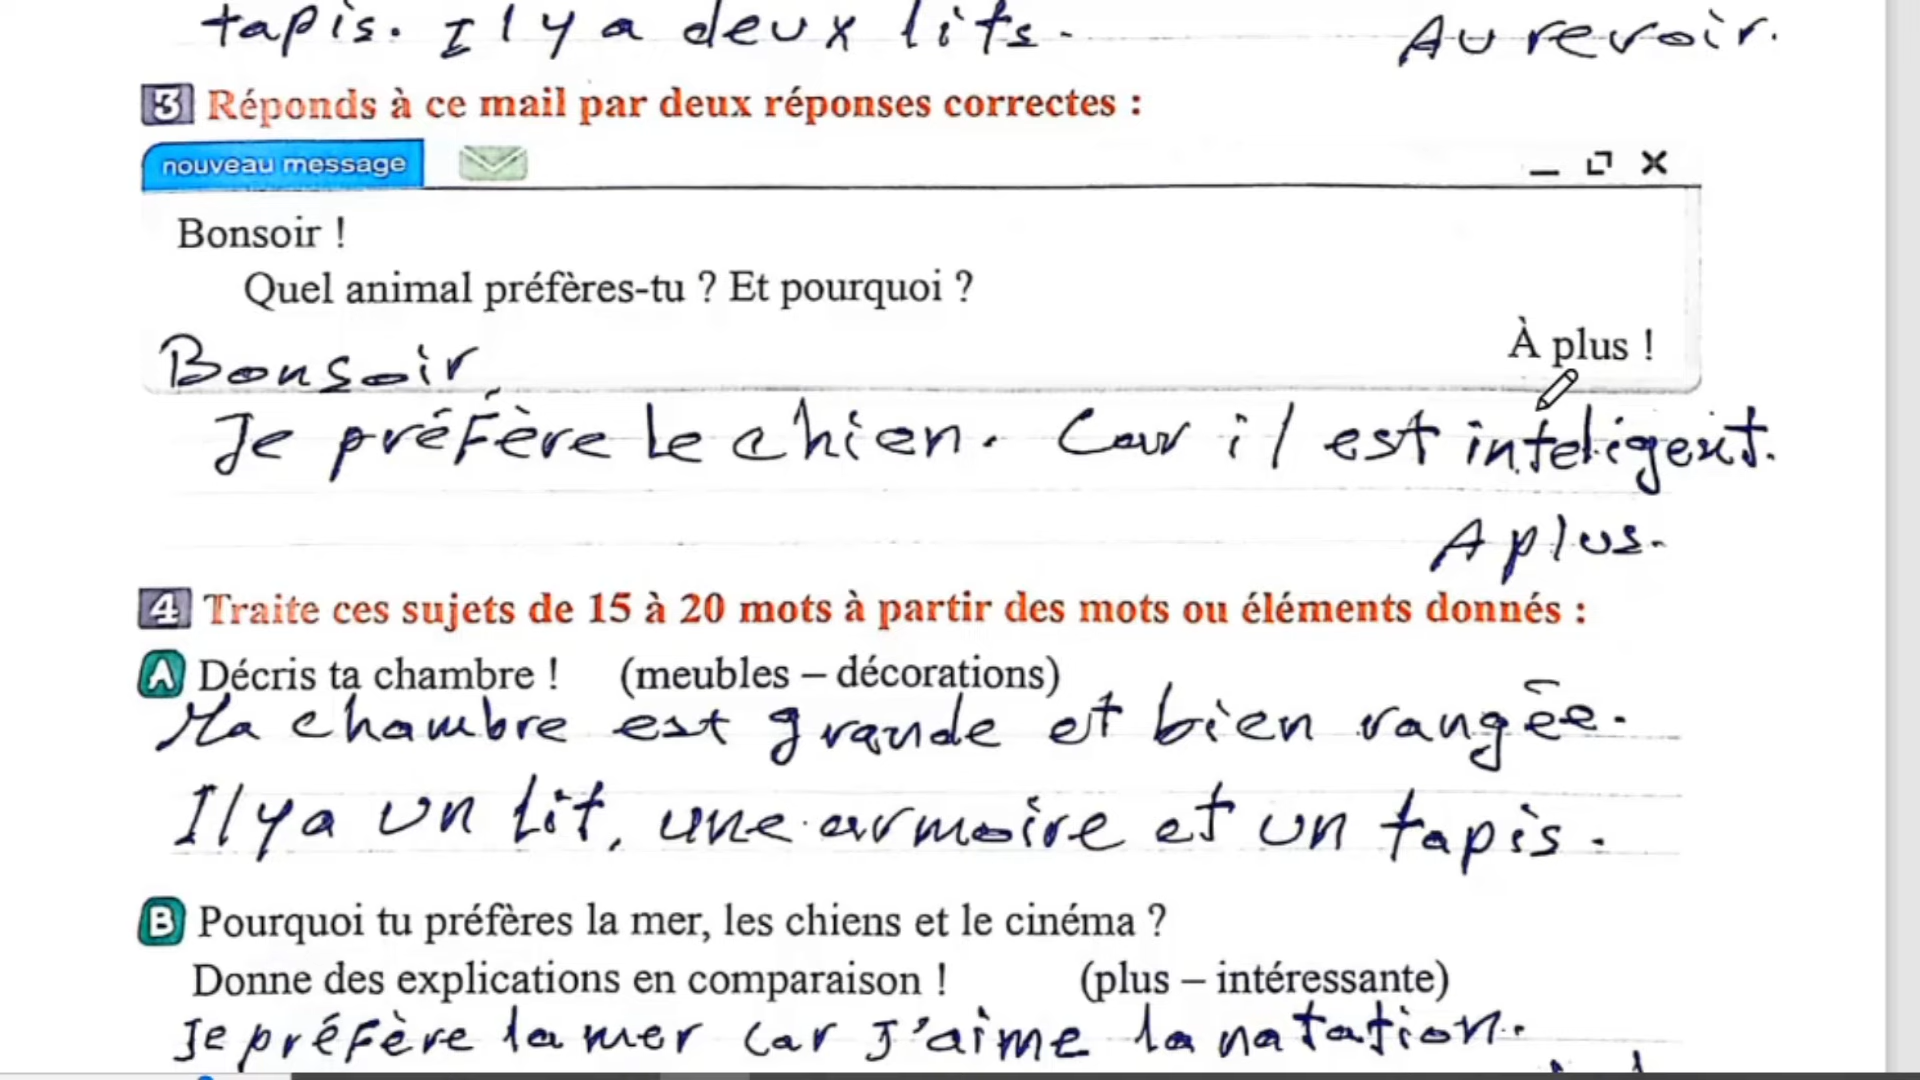 tapis. Il y a deux lits.
Au revoir.
3 Réponds à ce mail par deux réponses correctes :
nouveau message
Bonsoir !
Quel animal préfères-tu ? Et pourquoi ?
À plus !
Bonsoir,
Je préfère le chien. Car il est inteligent.
A plus.
4 Traite ces sujets de 15 à 20 mots à partir des mots ou éléments donnés :
A Décris ta chambre ! (meubles – décorations)
Ma chambre est grande et bien rangée.
Il y a un lit, une armoire et un tapis.
B Pourquoi tu préfères la mer, les chiens et le cinéma ?
Donne des explications en comparaison ! (plus – intéressante)
Je préfère la mer car J'aime la natation.